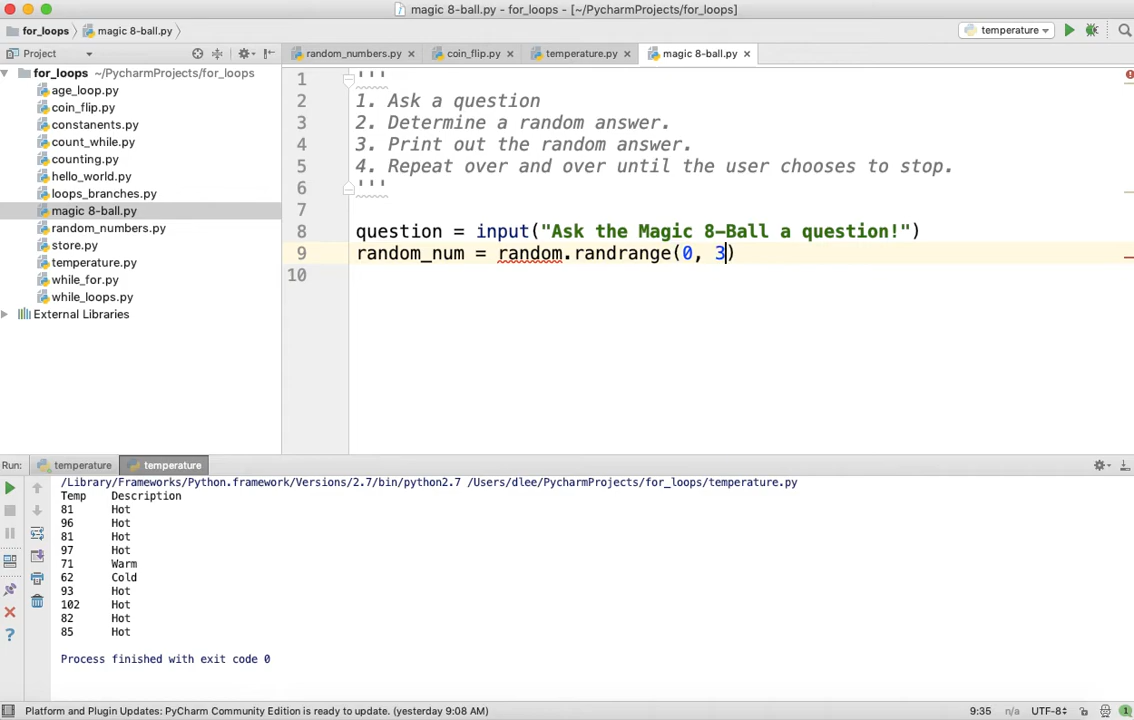 magic 8-ball.py - for_loops - [~/PycharmProjects/for_loops]
for_loops magic 8-ball.py temperature
Project random_numbers.py coin_flip.py temperature.py magic 8-ball.py
for_loops ~/PycharmProjects/for_loops
age_loop.py
coin_flip.py
constanents.py
count_while.py
counting.py
hello_world.py
loops_branches.py
magic 8-ball.py
random_numbers.py
store.py
temperature.py
while_for.py
while_loops.py
External Libraries
1 '''
2 1. Ask a question
3 2. Determine a random answer.
4 3. Print out the random answer.
5 4. Repeat over and over until the user chooses to stop.
6 '''
7
8 question = input("Ask the Magic 8-Ball a question!")
9 random_num = random.randrange(0, 3)
10
Run: temperature temperature
/Library/Frameworks/Python.framework/Versions/2.7/bin/python2.7 /Users/dlee/PycharmProjects/for_loops/temperature.py
Temp Description
81 Hot
96 Hot
81 Hot
97 Hot
71 Warm
62 Cold
93 Hot
102 Hot
82 Hot
85 Hot
Process finished with exit code 0
Platform and Plugin Updates: PyCharm Community Edition is ready to update. (yesterday 9:08 AM) 9:35 n/a UTF-8 1